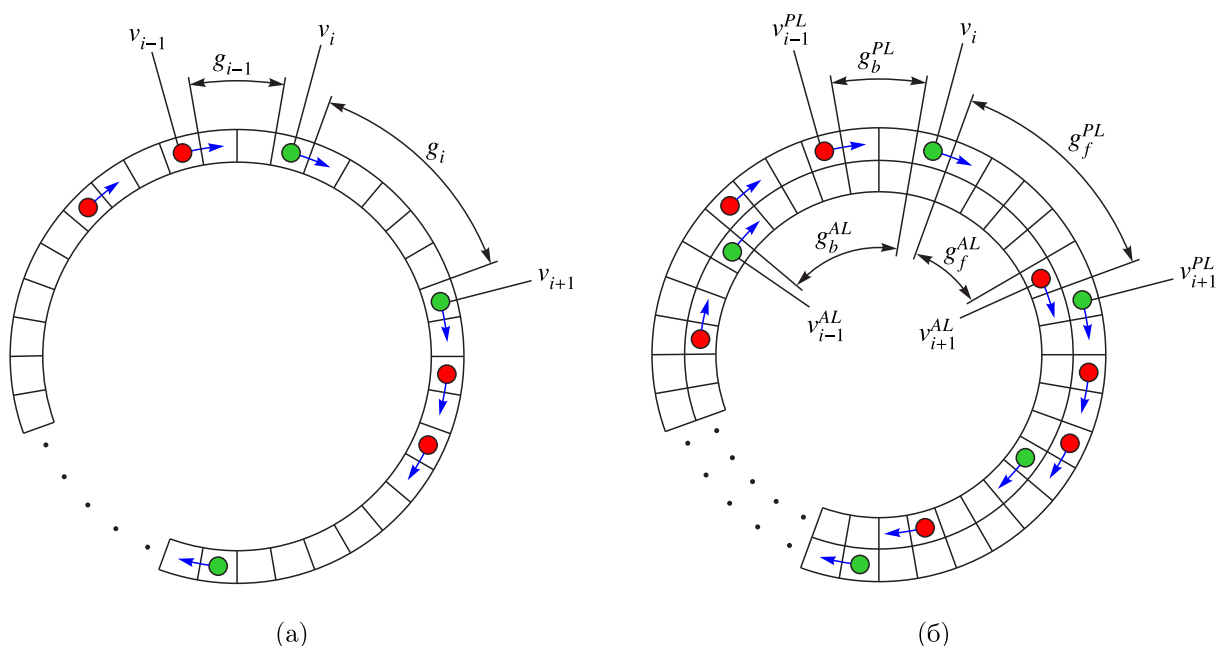 v_{i−1}
v_i
g_{i−1}
g_i
v_{i+1}
(а)
v_{i−1}^{PL}
g_b^{PL}
v_i
g_f^{PL}
g_b^{AL}
g_f^{AL}
v_{i+1}^{PL}
v_{i−1}^{AL}
v_{i+1}^{AL}
(б)